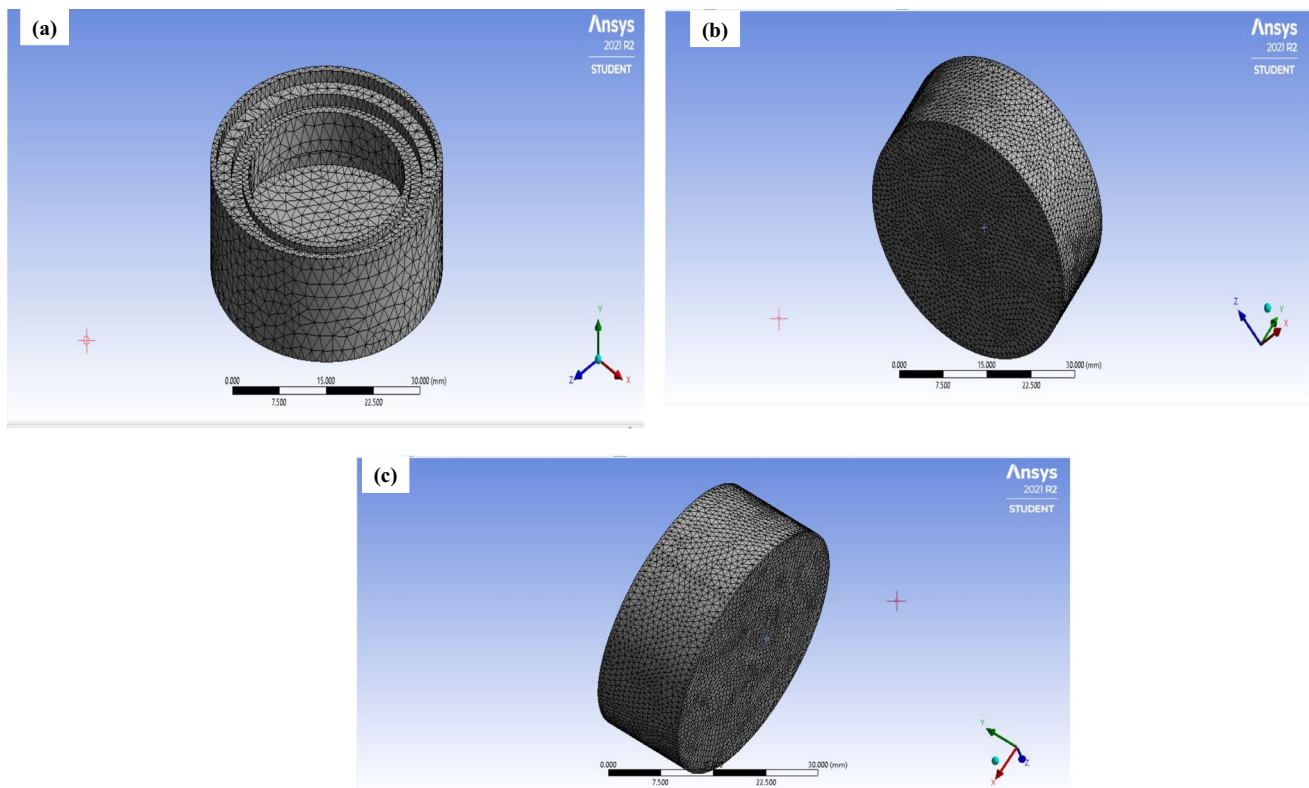 (a)
Ansys
2021 R2
STUDENT
Y
Z
X
0.000 15.000 30.000 (mm)
7.500 22.500
(b)
Ansys
2021 R2
STUDENT
Z
Y
X
0.000 15.000 30.000 (mm)
7.500 22.500
(c)
Ansys
2021 R2
STUDENT
Y
Z
X
0.000 30.000 (mm)
7.500 22.500